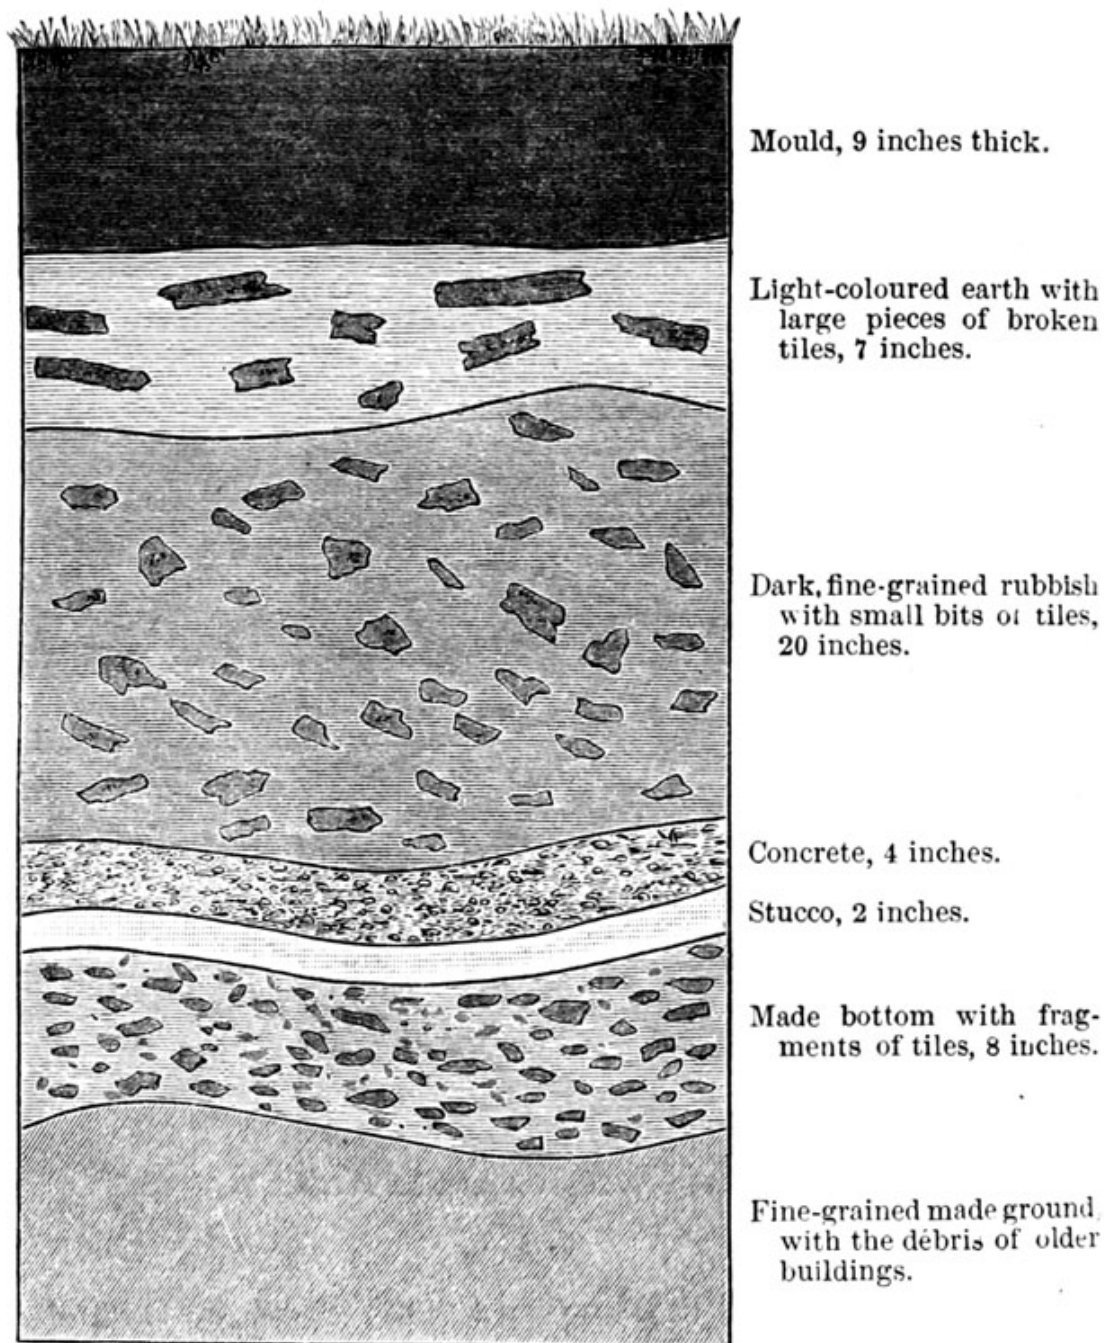 Mould, 9 inches thick.
Light-coloured earth with
large pieces of broken
tiles, 7 inches.
Dark, fine-grained rubbish
with small bits of tiles,
20 inches.
Concrete, 4 inches.
Stucco, 2 inches.
Made bottom with frag-
ments of tiles, 8 inches.
Fine-grained made ground,
with the débris of older
buildings.